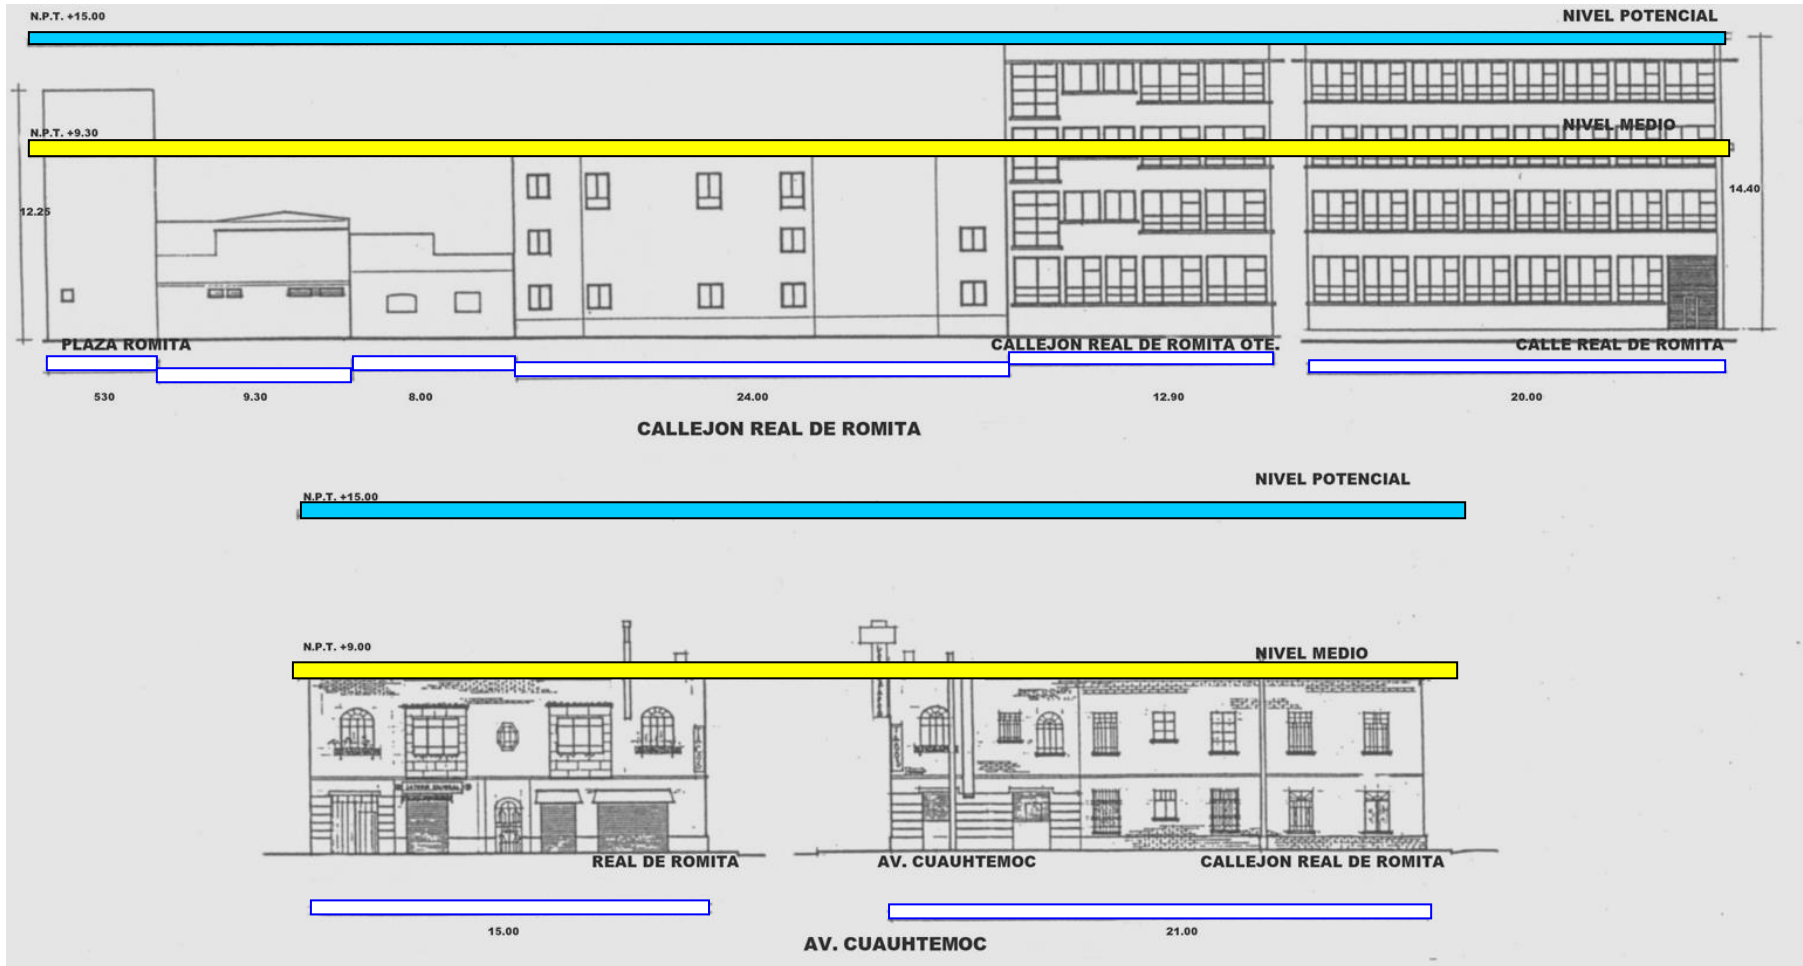 N.P.T. +15.00
NIVEL POTENCIAL
N.P.T. +9.30
NIVEL MEDIO
12.25
14.40
PLAZA ROMITA
CALLEJON REAL DE ROMITA OTE.
CALLE REAL DE ROMITA
530
9.30
8.00
24.00
12.90
20.00
CALLEJON REAL DE ROMITA
NIVEL POTENCIAL
N.P.T. +15.00
N.P.T. +9.00
NIVEL MEDIO
REAL DE ROMITA
AV. CUAUHTEMOC
CALLEJON REAL DE ROMITA
15.00
21.00
AV. CUAUHTEMOC